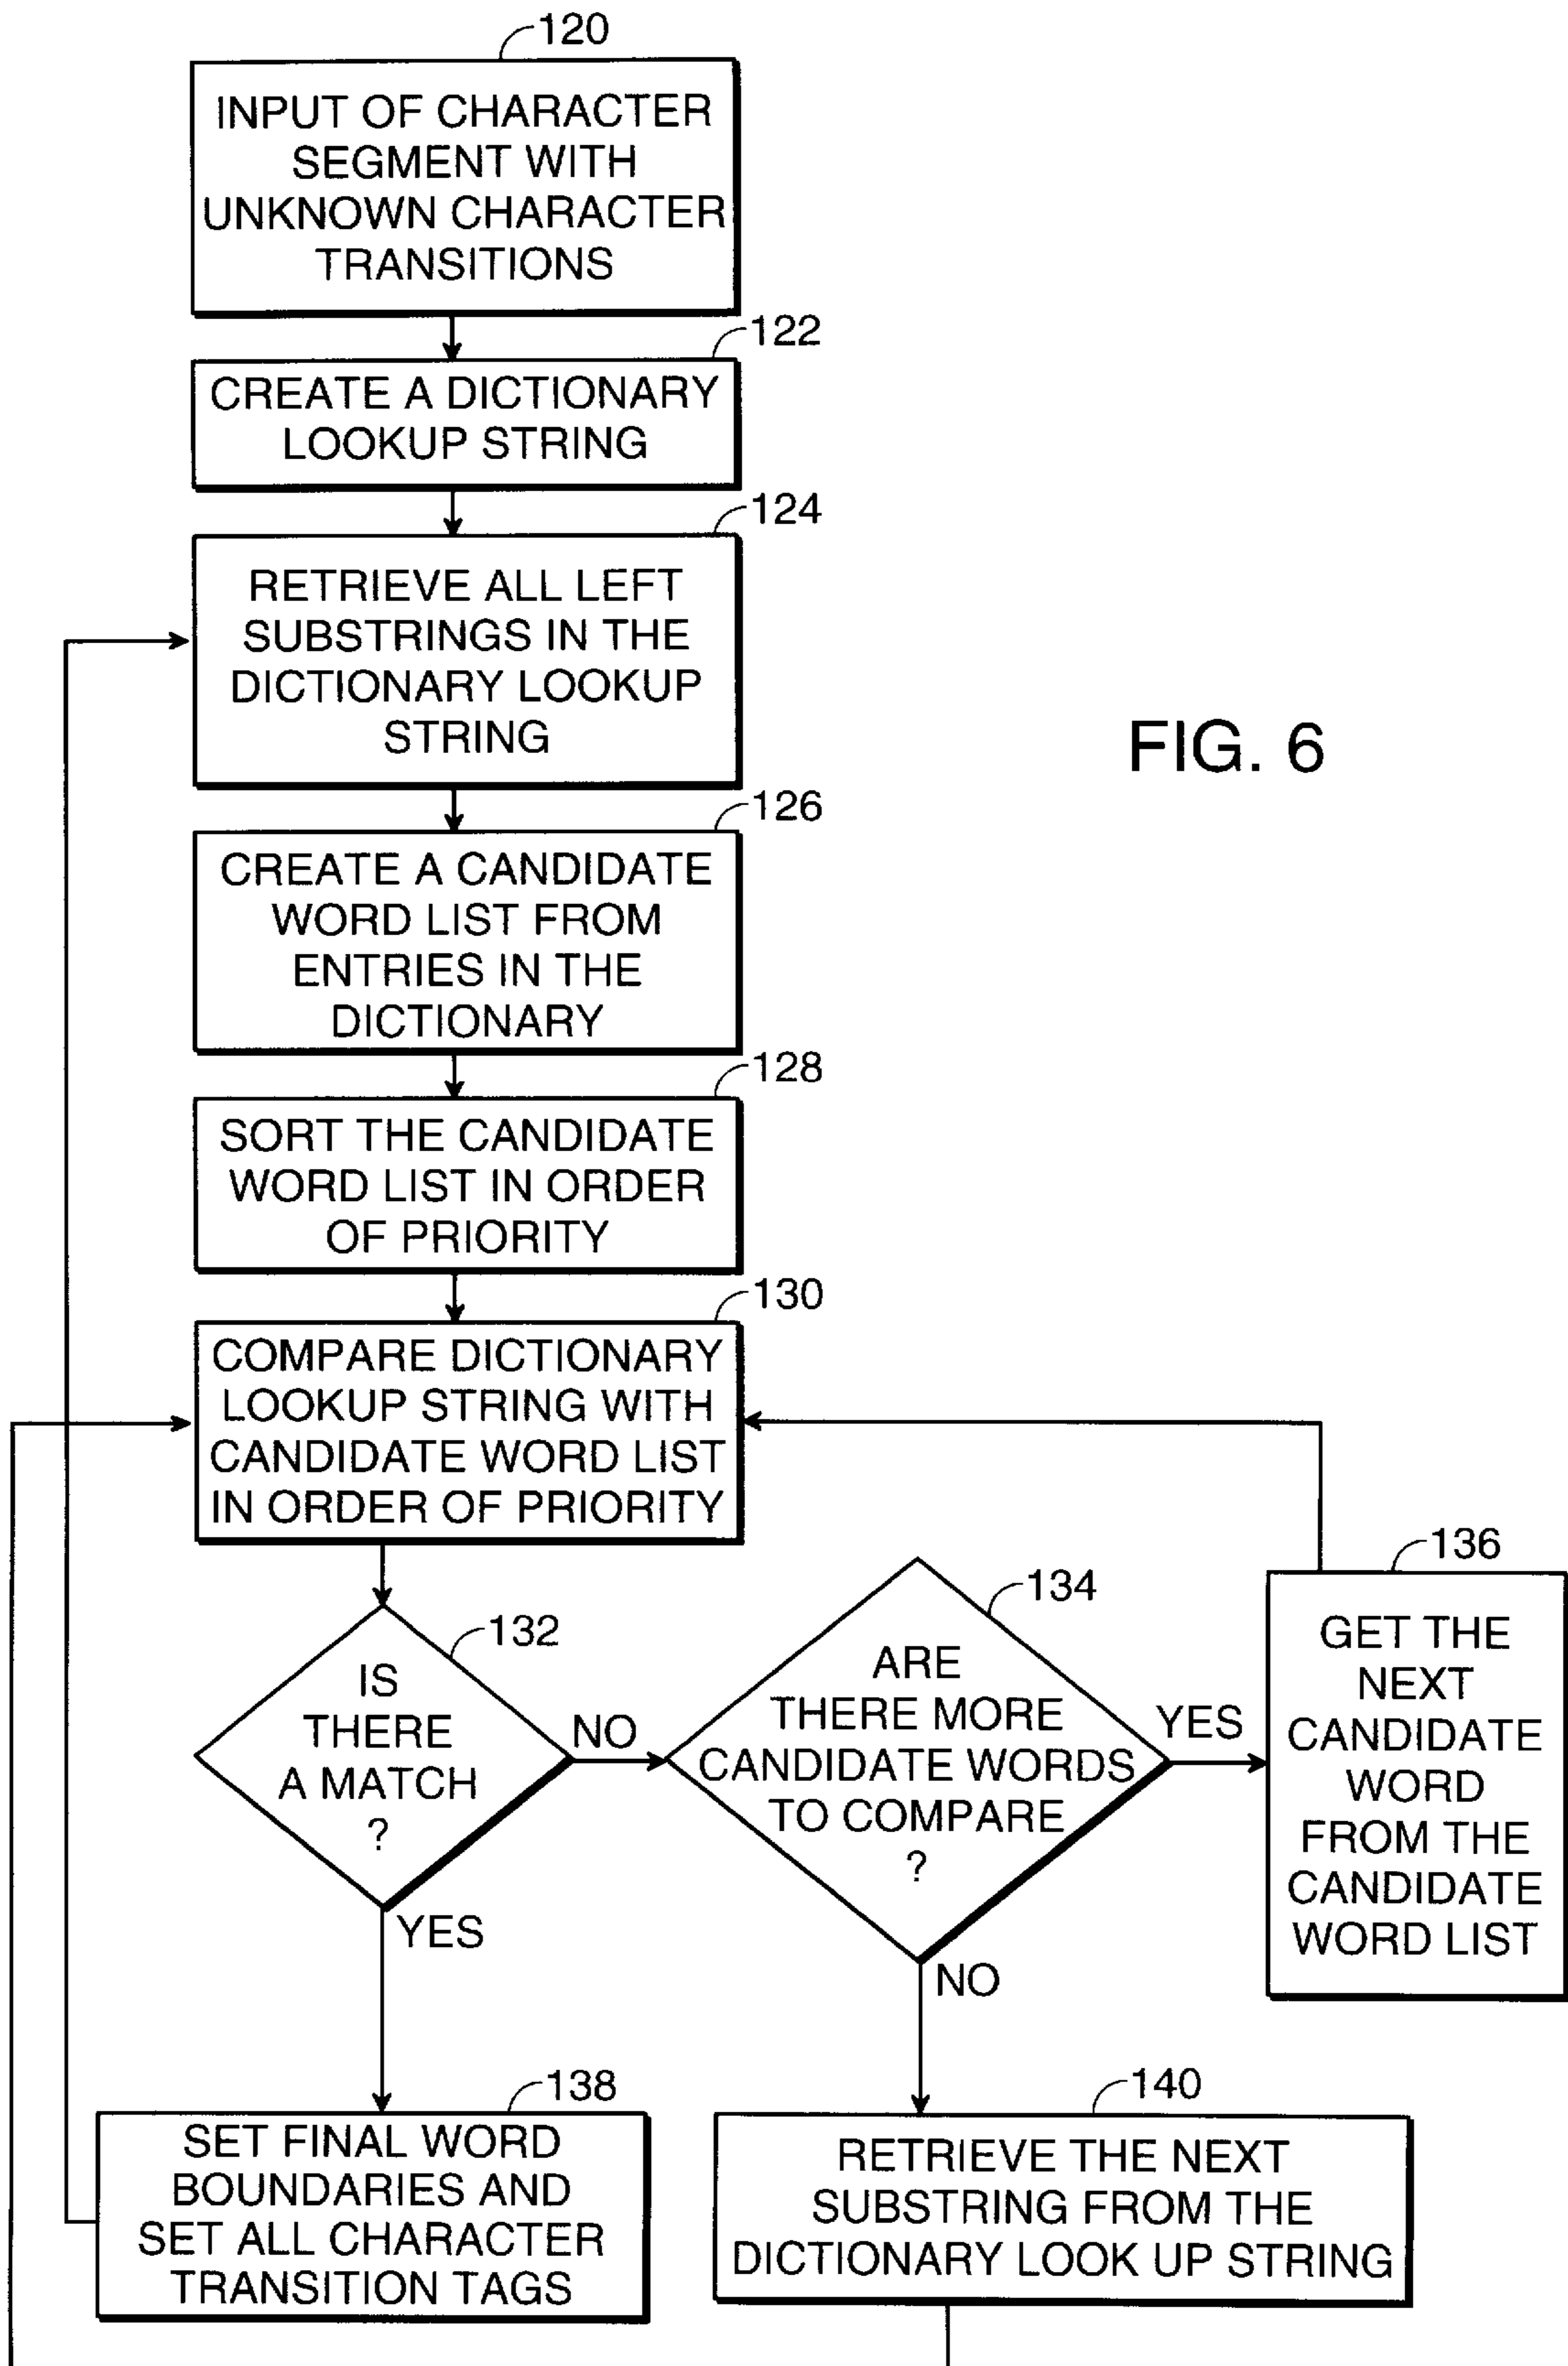 120
INPUT OF CHARACTER
SEGMENT WITH
UNKNOWN CHARACTER
TRANSITIONS
122
CREATE A DICTIONARY
LOOKUP STRING
124
RETRIEVE ALL LEFT
SUBSTRINGS IN THE
DICTIONARY LOOKUP
STRING
FIG. 6
126
CREATE A CANDIDATE
WORD LIST FROM
ENTRIES IN THE
DICTIONARY
128
SORT THE CANDIDATE
WORD LIST IN ORDER
OF PRIORITY
130
COMPARE DICTIONARY
LOOKUP STRING WITH
CANDIDATE WORD LIST
IN ORDER OF PRIORITY
132
IS
THERE
A MATCH
?
NO
YES
134
ARE
THERE MORE
CANDIDATE WORDS
TO COMPARE
?
YES
NO
136
GET THE
NEXT
CANDIDATE
WORD
FROM THE
CANDIDATE
WORD LIST
138
SET FINAL WORD
BOUNDARIES AND
SET ALL CHARACTER
TRANSITION TAGS
140
RETRIEVE THE NEXT
SUBSTRING FROM THE
DICTIONARY LOOK UP STRING